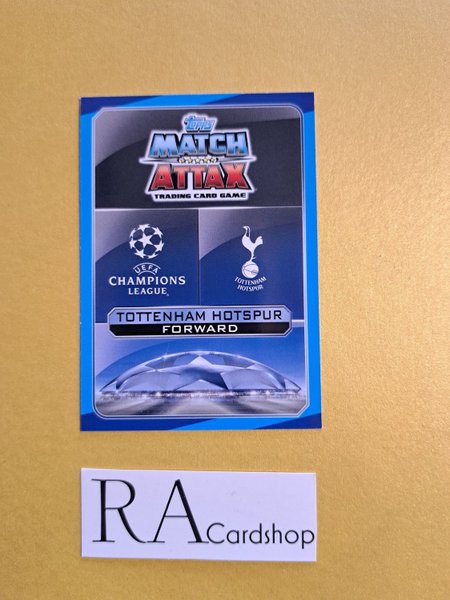 Topps
MATCH
ATTAX
TRADING CARD GAME
UEFA
CHAMPIONS
LEAGUE
TOTTENHAM
HOTSPUR
TOTTENHAM HOTSPUR
FORWARD
RA Cardshop